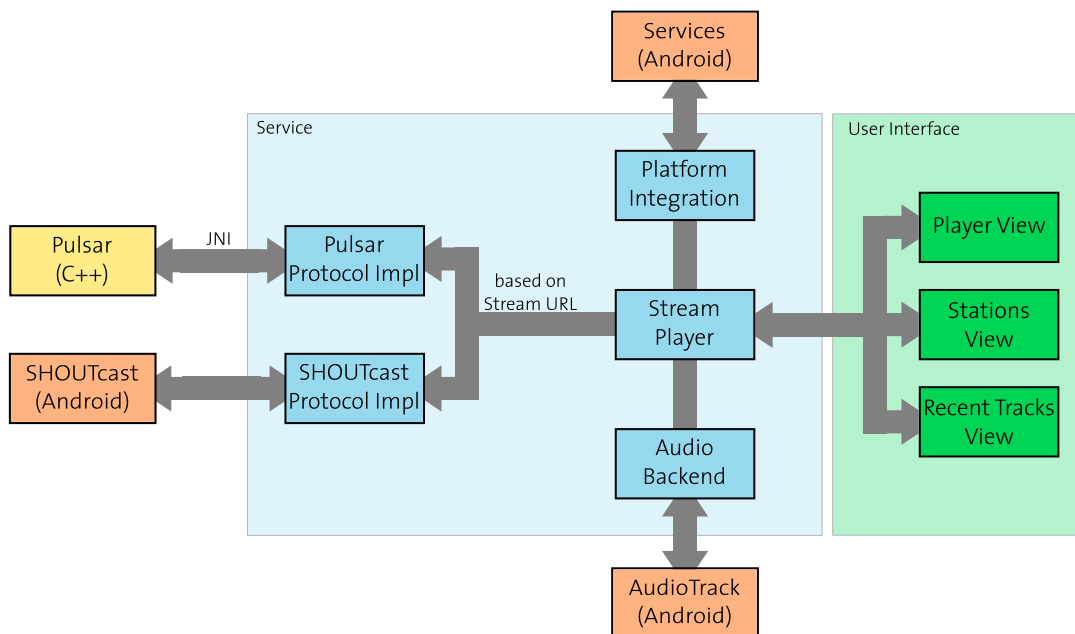 Services
(Android)
Service
User Interface
Platform
Integration
Player View
Pulsar
(C++)
JNI
Pulsar
Protocol Impl
based on
Stream URL
Stream
Player
Stations
View
SHOUTcast
(Android)
SHOUTcast
Protocol Impl
Recent Tracks
View
Audio
Backend
AudioTrack
(Android)